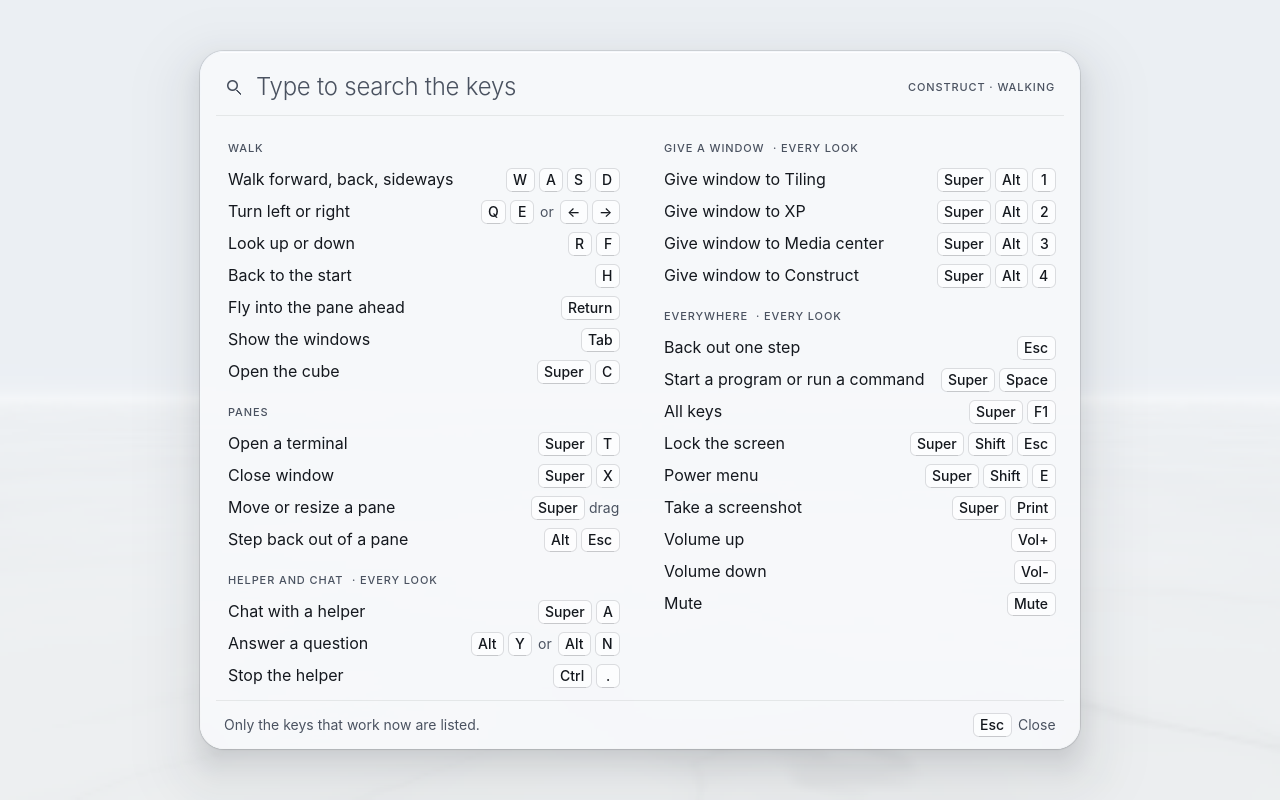 Type to search the keys
CONSTRUCT · WALKING
WALK
Walk forward, back, sideways W A S D
Turn left or right Q E or ← →
Look up or down R F
Back to the start H
Fly into the pane ahead Return
Show the windows Tab
Open the cube Super C
PANES
Open a terminal Super T
Close window Super X
Move or resize a pane Super drag
Step back out of a pane Alt Esc
HELPER AND CHAT · EVERY LOOK
Chat with a helper Super A
Answer a question Alt Y or Alt N
Stop the helper Ctrl .
GIVE A WINDOW · EVERY LOOK
Give window to Tiling Super Alt 1
Give window to XP Super Alt 2
Give window to Media center Super Alt 3
Give window to Construct Super Alt 4
EVERYWHERE · EVERY LOOK
Back out one step Esc
Start a program or run a command Super Space
All keys Super F1
Lock the screen Super Shift Esc
Power menu Super Shift E
Take a screenshot Super Print
Volume up Vol+
Volume down Vol-
Mute Mute
Only the keys that work now are listed.
Esc Close